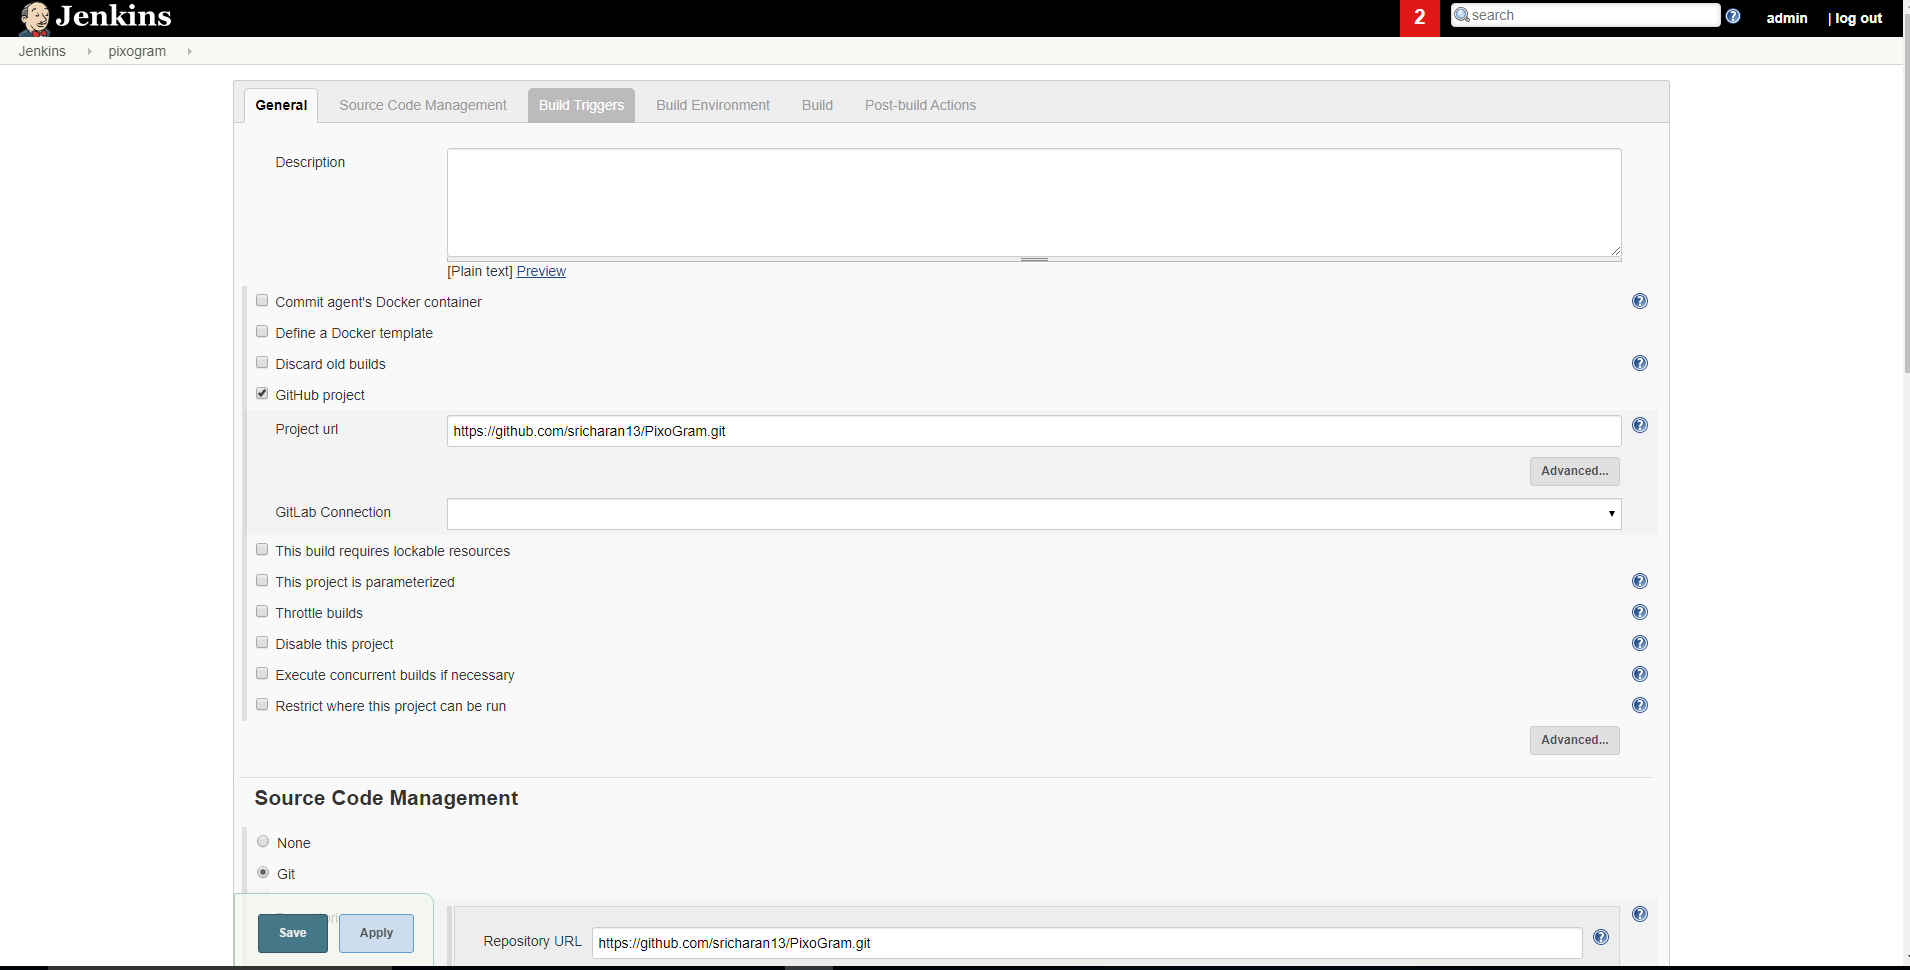 Jenkins
2
search
admin
| log out
Jenkins
pixogram
General
Source Code Management
Build Triggers
Build Environment
Build
Post-build Actions
Description
[Plain text] Preview
Commit agent's Docker container
Define a Docker template
Discard old builds
GitHub project
Project url
https://github.com/sricharan13/PixoGram.git
Advanced...
GitLab Connection
This build requires lockable resources
This project is parameterized
Throttle builds
Disable this project
Execute concurrent builds if necessary
Restrict where this project can be run
Advanced...
Source Code Management
None
Git
Save
Apply
Repository URL
https://github.com/sricharan13/PixoGram.git